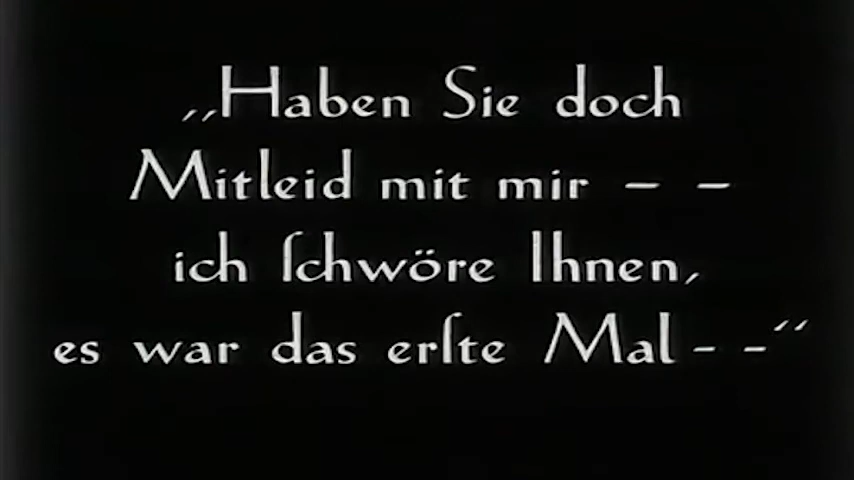 „Haben Sie doch
Mitleid mit mir – –
ich ſchwöre Ihnen,
es war das erſte Mal - -“